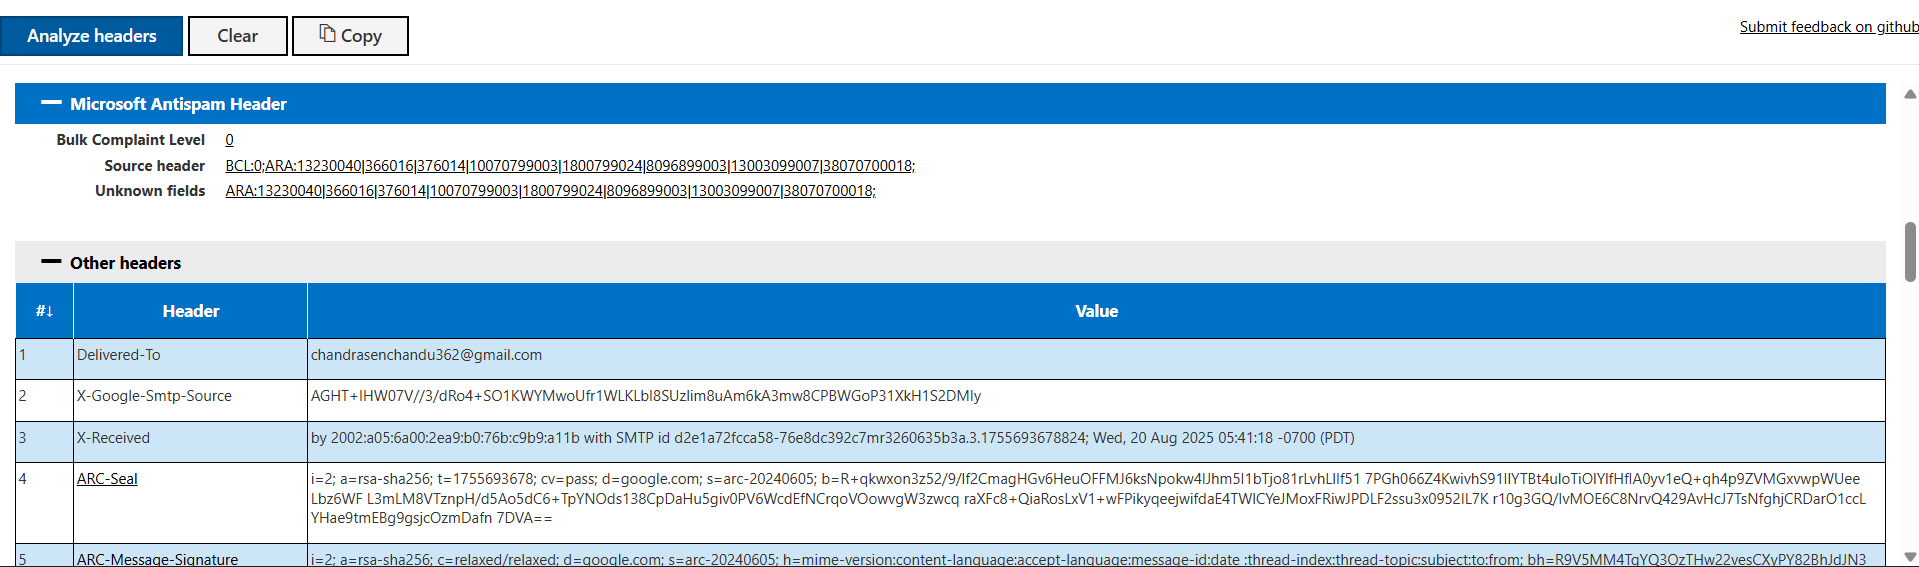 Analyze headers
Clear
Copy
Submit feedback on github
Microsoft Antispam Header
Bulk Complaint Level 0
Source header BCL:0;ARA:13230040|366016|376014|10070799003|1800799024|8096899003|13003099007|38070700018;
Unknown fields ARA:13230040|366016|376014|10070799003|1800799024|8096899003|13003099007|38070700018;
Other headers
#↓ Header Value
1 Delivered-To chandrasenchandu362@gmail.com
2 X-Google-Smtp-Source AGHT+IHW07V//3/dRo4+SO1KWYMwoUfr1WLKLbI8SUzlim8uAm6kA3mw8CPBWGoP31XkH1S2DMIy
3 X-Received by 2002:a05:6a00:2ea9:b0:76b:c9b9:a11b with SMTP id d2e1a72fcca58-76e8dc392c7mr3260635b3a.3.1755693678824; Wed, 20 Aug 2025 05:41:18 -0700 (PDT)
4 ARC-Seal i=2; a=rsa-sha256; t=1755693678; cv=pass; d=google.com; s=arc-20240605; b=R+qkwxon3z52/9/If2CmagHGv6HeuOFFMJ6ksNpokw4lJhm5I1bTjo81rLvhLIIf51 7PGh066Z4KwivhS91IIYTBt4uIoTiOIYIfHfIA0yv1eQ+qh4p9ZVMGxvwpWUee
Lbz6WF L3mLM8VTznpH/d5Ao5dC6+TpYNOds138CpDaHu5giv0PV6WcdEfNCrqoVOowvgW3zwcq raXFc8+QiaRosLxV1+wFPikyqeejwifdaE4TWICYeJMoxFRiwJPDLF2ssu3x0952IL7K r10g3GQ/IvMOE6C8NrvQ429AvHcJ7TsNfghjCRDarO1ccL
YHae9tmEBg9gsjcOzmDafn 7DVA==
5 ARC-Message-Signature i=2; a=rsa-sha256; c=relaxed/relaxed; d=google.com; s=arc-20240605; h=mime-version:content-language:accept-language:message-id:date :thread-index:thread-topic:subject:to:from; bh=R9V5MM4TqYQ3OzTHw22vesCXyPY82BhJdJN3